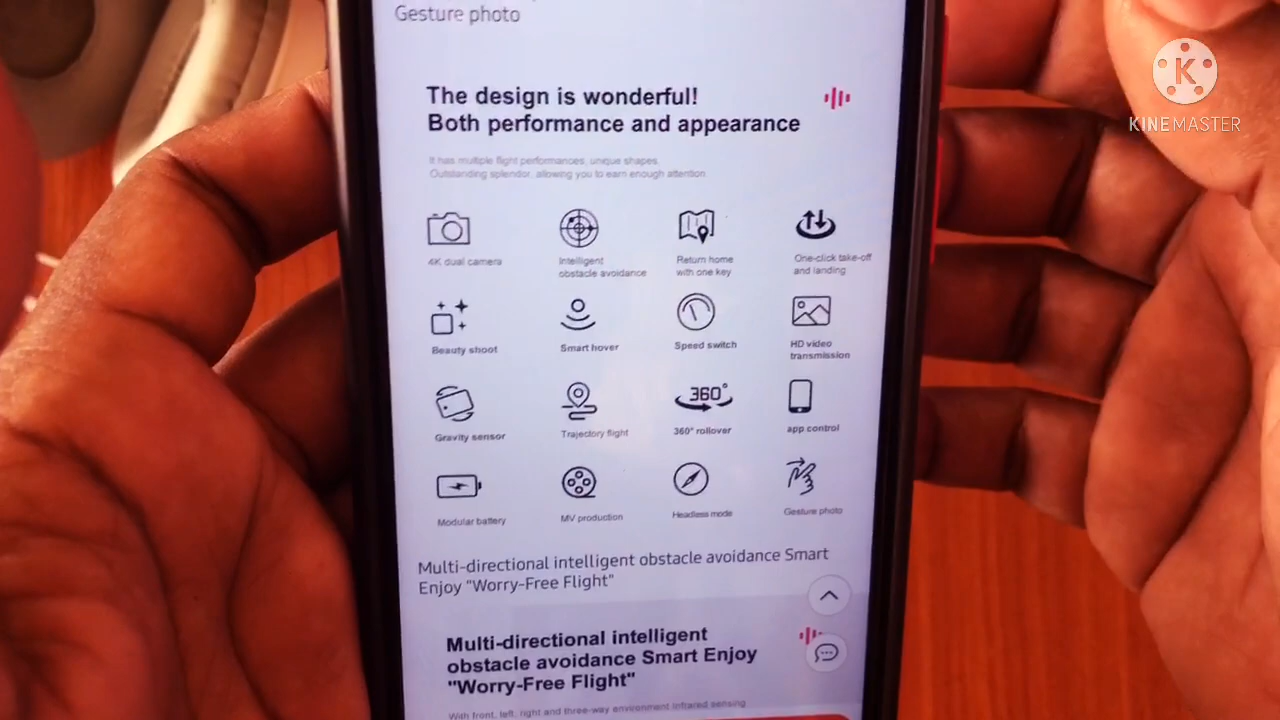 Gesture photo
The design is wonderful!
Both performance and appearance
It has multiple flight performances, unique shapes.
Outstanding splendor, allowing you to earn enough attention.
4K dual camera
Intelligent
obstacle avoidance
Return home
with one key
One-click take-off
and landing
Beauty shoot
Smart hover
Speed switch
HD video
transmission
Gravity sensor
Trajectory flight
360°
360° rollover
app control
Modular battery
MV production
Headless mode
Gesture photo
Multi-directional intelligent obstacle avoidance Smart
Enjoy "Worry-Free Flight"
Multi-directional intelligent
obstacle avoidance Smart Enjoy
"Worry-Free Flight"
With front, left, right and three-way environment infrared sensing
K
KINEMASTER